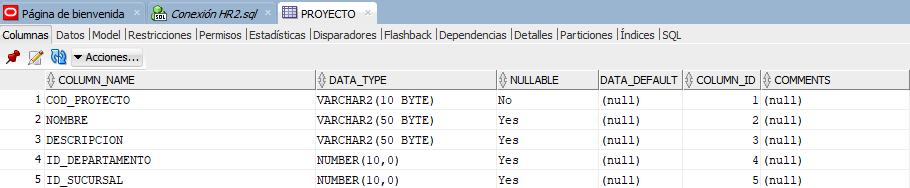 Página de bienvenida Conexión HR2.sql PROYECTO
Columnas Datos Model Restricciones Permisos Estadísticas Disparadores Flashback Dependencias Detalles Particiones Índices SQL
Acciones...
COLUMN_NAME DATA_TYPE NULLABLE DATA_DEFAULT COLUMN_ID COMMENTS
1 COD_PROYECTO VARCHAR2(10 BYTE) No (null) 1 (null)
2 NOMBRE VARCHAR2(50 BYTE) Yes (null) 2 (null)
3 DESCRIPCION VARCHAR2(50 BYTE) Yes (null) 3 (null)
4 ID_DEPARTAMENTO NUMBER(10,0) Yes (null) 4 (null)
5 ID_SUCURSAL NUMBER(10,0) Yes (null) 5 (null)